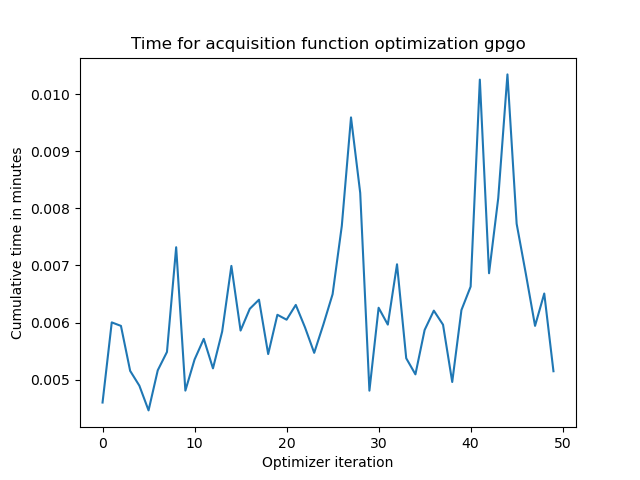 Time for acquisition function optimization gpgo
Cumulative time in minutes
0.010
0.009
0.008
0.007
0.006
0.005
0 10 20 30 40 50
Optimizer iteration